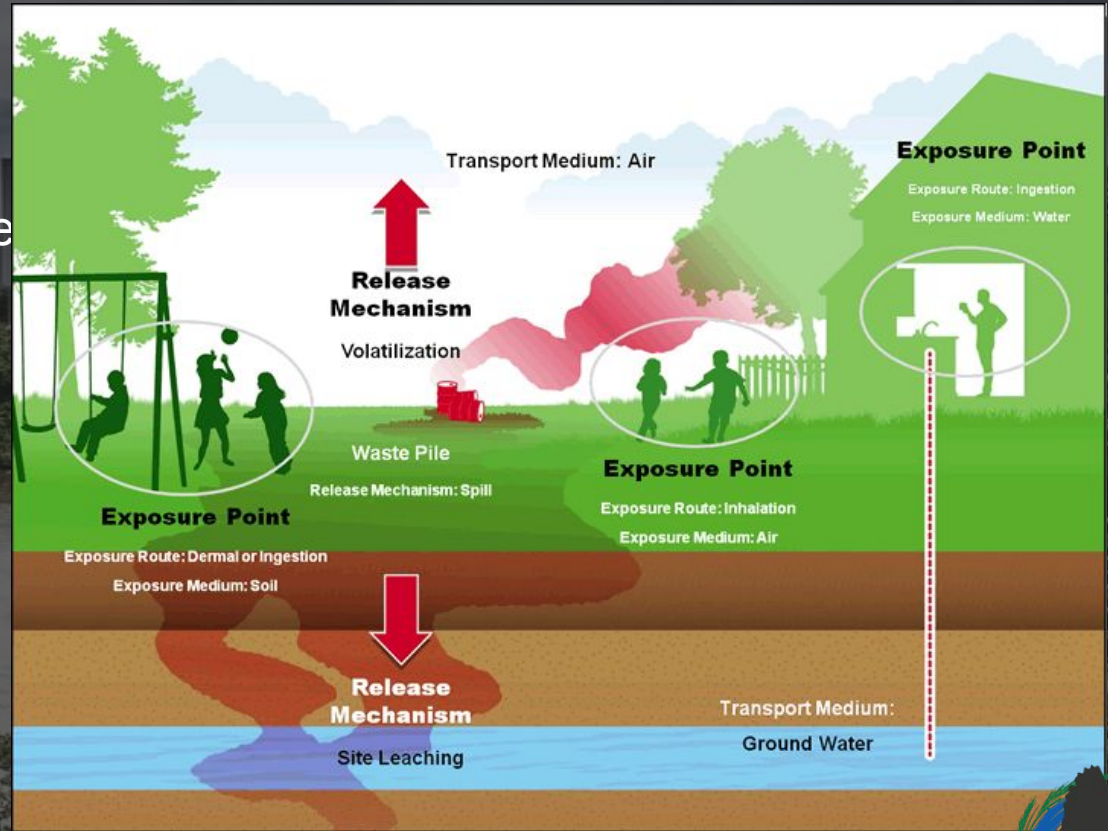 e
Transport Medium: Air
Exposure Point
Exposure Route: Ingestion
Exposure Medium: Water
Release
Mechanism
Volatilization
Waste Pile
Release Mechanism: Spill
Exposure Point
Exposure Route: Inhalation
Exposure Medium: Air
Exposure Point
Exposure Route: Dermal or Ingestion
Exposure Medium: Soil
Release
Mechanism
Site Leaching
Transport Medium:
Ground Water